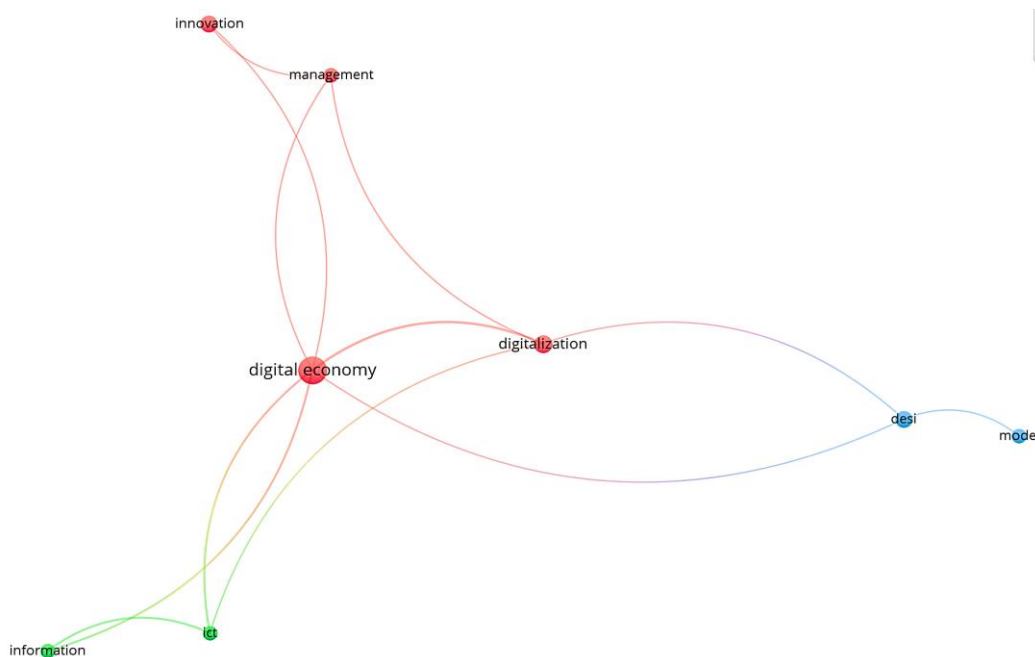 innovation
management
digitalization
digital economy
desi
mode
ict
information